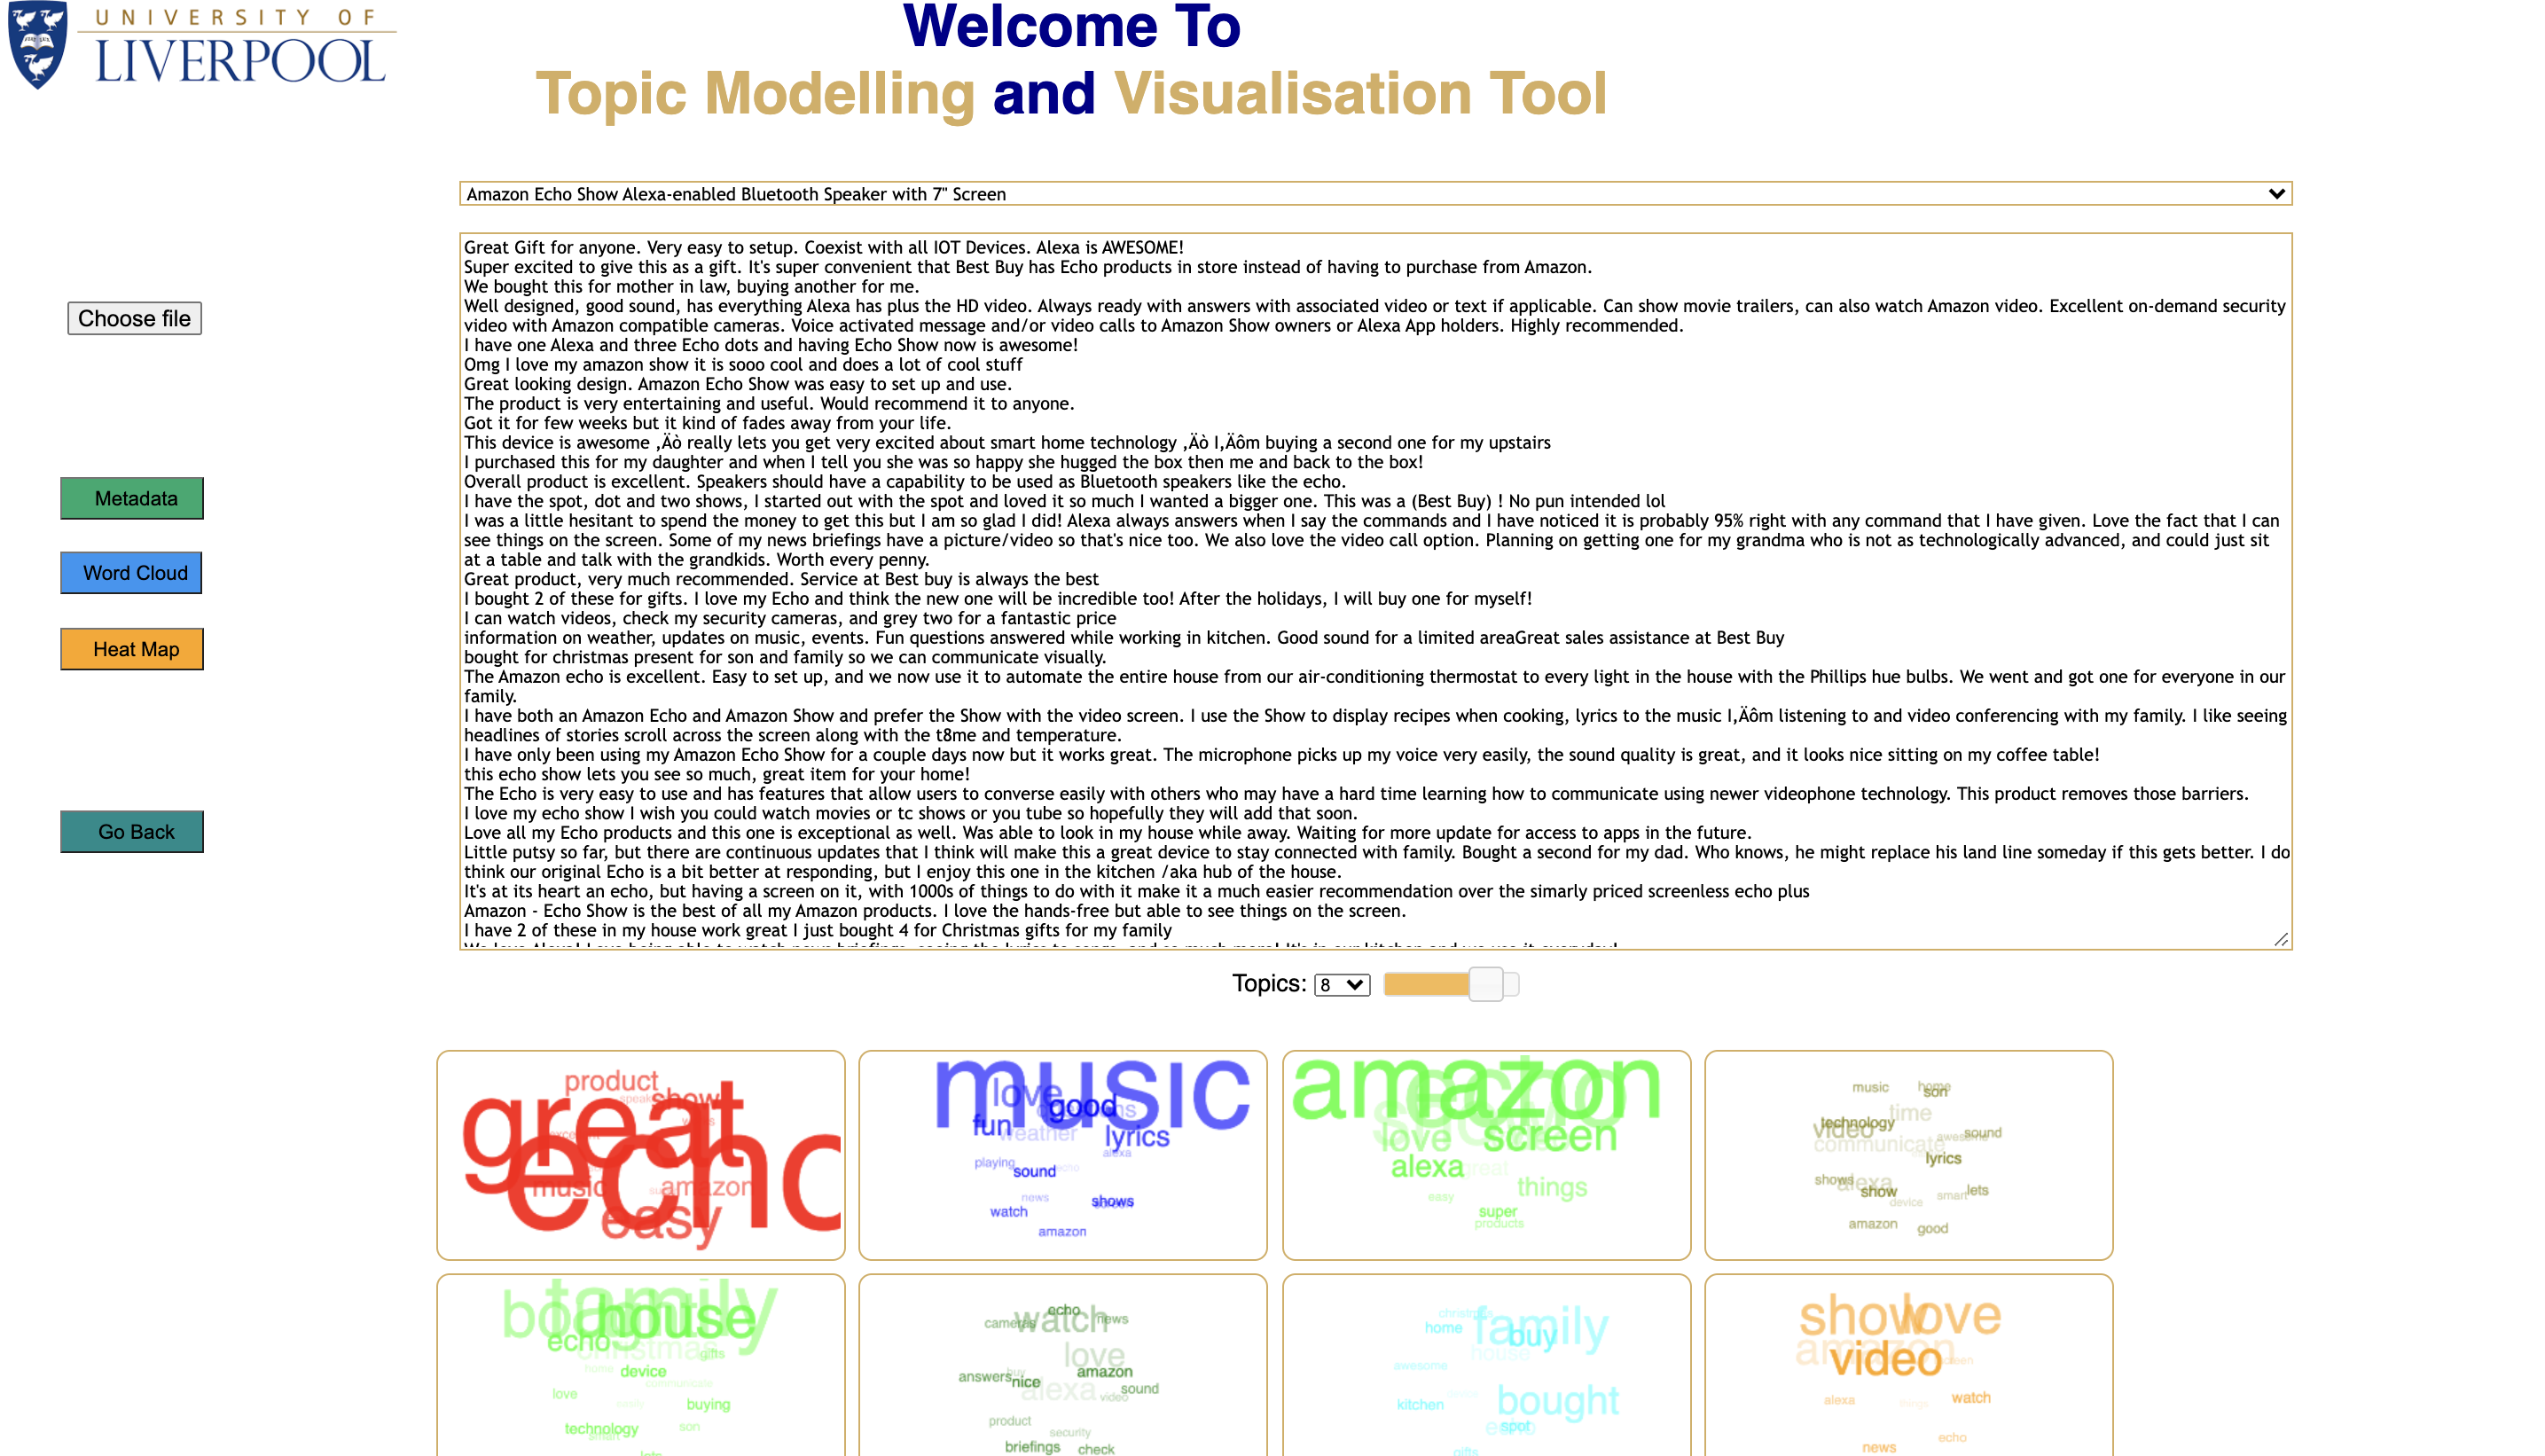 UNIVERSITY OF
LIVERPOOL
Welcome To
Topic Modelling and Visualisation Tool
Amazon Echo Show Alexa-enabled Bluetooth Speaker with 7" Screen
Great Gift for anyone. Very easy to setup. Coexist with all IOT Devices. Alexa is AWESOME!
Super excited to give this as a gift. It's super convenient that Best Buy has Echo products in store instead of having to purchase from Amazon.
We bought this for mother in law, buying another for me.
Well designed, good sound, has everything Alexa has plus the HD video. Always ready with answers with associated video or text if applicable. Can show movie trailers, can also watch Amazon video. Excellent on-demand security
video with Amazon compatible cameras. Voice activated message and/or video calls to Amazon Show owners or Alexa App holders. Highly recommended.
I have one Alexa and three Echo dots and having Echo Show now is awesome!
Omg I love my amazon show it is sooo cool and does a lot of cool stuff
Great looking design. Amazon Echo Show was easy to set up and use.
The product is very entertaining and useful. Would recommend it to anyone.
Got it for few weeks but it kind of fades away from your life.
This device is awesome ‚Äò really lets you get very excited about smart home technology ‚Äò I‚Äôm buying a second one for my upstairs
I purchased this for my daughter and when I tell you she was so happy she hugged the box then me and back to the box!
Overall product is excellent. Speakers should have a capability to be used as Bluetooth speakers like the echo.
I have the spot, dot and two shows, I started out with the spot and loved it so much I wanted a bigger one. This was a (Best Buy) ! No pun intended lol
I was a little hesitant to spend the money to get this but I am so glad I did! Alexa always answers when I say the commands and I have noticed it is probably 95% right with any command that I have given. Love the fact that I can
see things on the screen. Some of my news briefings have a picture/video so that's nice too. We also love the video call option. Planning on getting one for my grandma who is not as technologically advanced, and could just sit
at a table and talk with the grandkids. Worth every penny.
Great product, very much recommended. Service at Best buy is always the best
I bought 2 of these for gifts. I love my Echo and think the new one will be incredible too! After the holidays, I will buy one for myself!
I can watch videos, check my security cameras, and grey two for a fantastic price
information on weather, updates on music, events. Fun questions answered while working in kitchen. Good sound for a limited areaGreat sales assistance at Best Buy
bought for christmas present for son and family so we can communicate visually.
The Amazon echo is excellent. Easy to set up, and we now use it to automate the entire house from our air-conditioning thermostat to every light in the house with the Phillips hue bulbs. We went and got one for everyone in our
family.
I have both an Amazon Echo and Amazon Show and prefer the Show with the video screen. I use the Show to display recipes when cooking, lyrics to the music I‚Äôm listening to and video conferencing with my family. I like seeing
headlines of stories scroll across the screen along with the t8me and temperature.
I have only been using my Amazon Echo Show for a couple days now but it works great. The microphone picks up my voice very easily, the sound quality is great, and it looks nice sitting on my coffee table!
this echo show lets you see so much, great item for your home!
The Echo is very easy to use and has features that allow users to converse easily with others who may have a hard time learning how to communicate using newer videophone technology. This product removes those barriers.
I love my echo show I wish you could watch movies or tc shows or you tube so hopefully they will add that soon.
Love all my Echo products and this one is exceptional as well. Was able to look in my house while away. Waiting for more update for access to apps in the future.
Little putsy so far, but there are continuous updates that I think will make this a great device to stay connected with family. Bought a second for my dad. Who knows, he might replace his land line someday if this gets better. I do
think our original Echo is a bit better at responding, but I enjoy this one in the kitchen /aka hub of the house.
It's at its heart an echo, but having a screen on it, with 1000s of things to do with it make it a much easier recommendation over the simarly priced screenless echo plus
Amazon - Echo Show is the best of all my Amazon products. I love the hands-free but able to see things on the screen.
I have 2 of these in my house work great I just bought 4 for Christmas gifts for my family
We love Alexa! Love being able to watch news briefings, seeing the lyrics to songs, and so much more! It's in our kitchen and we use it everyday!
Choose file
Metadata
Word Cloud
Heat Map
Go Back
Topics: 8
product
show
great
echo
music
amazon
easy
music
love
good
fun
weather
lyrics
playing
alexa
sound
echo
news
shows
watch
amazon
amazon
echo
love
screen
alexa
great
things
easy
super
products
music
home
son
time
technology
video
communicate
awesome
sound
lyrics
shows
alexa
show
device
smart
lets
amazon
good
family
bought
house
echo
christmas
gifts
home
device
communicate
love
buying
technology
son
smart
lets
echo
watch
cameras
news
love
buy
amazon
answers
nice
alexa
video
sound
product
security
briefings
check
christmas
family
home
buy
house
awesome
kitchen
bought
echo
spot
gifts
show
love
amazon
video
screen
alexa
things
watch
echo
news